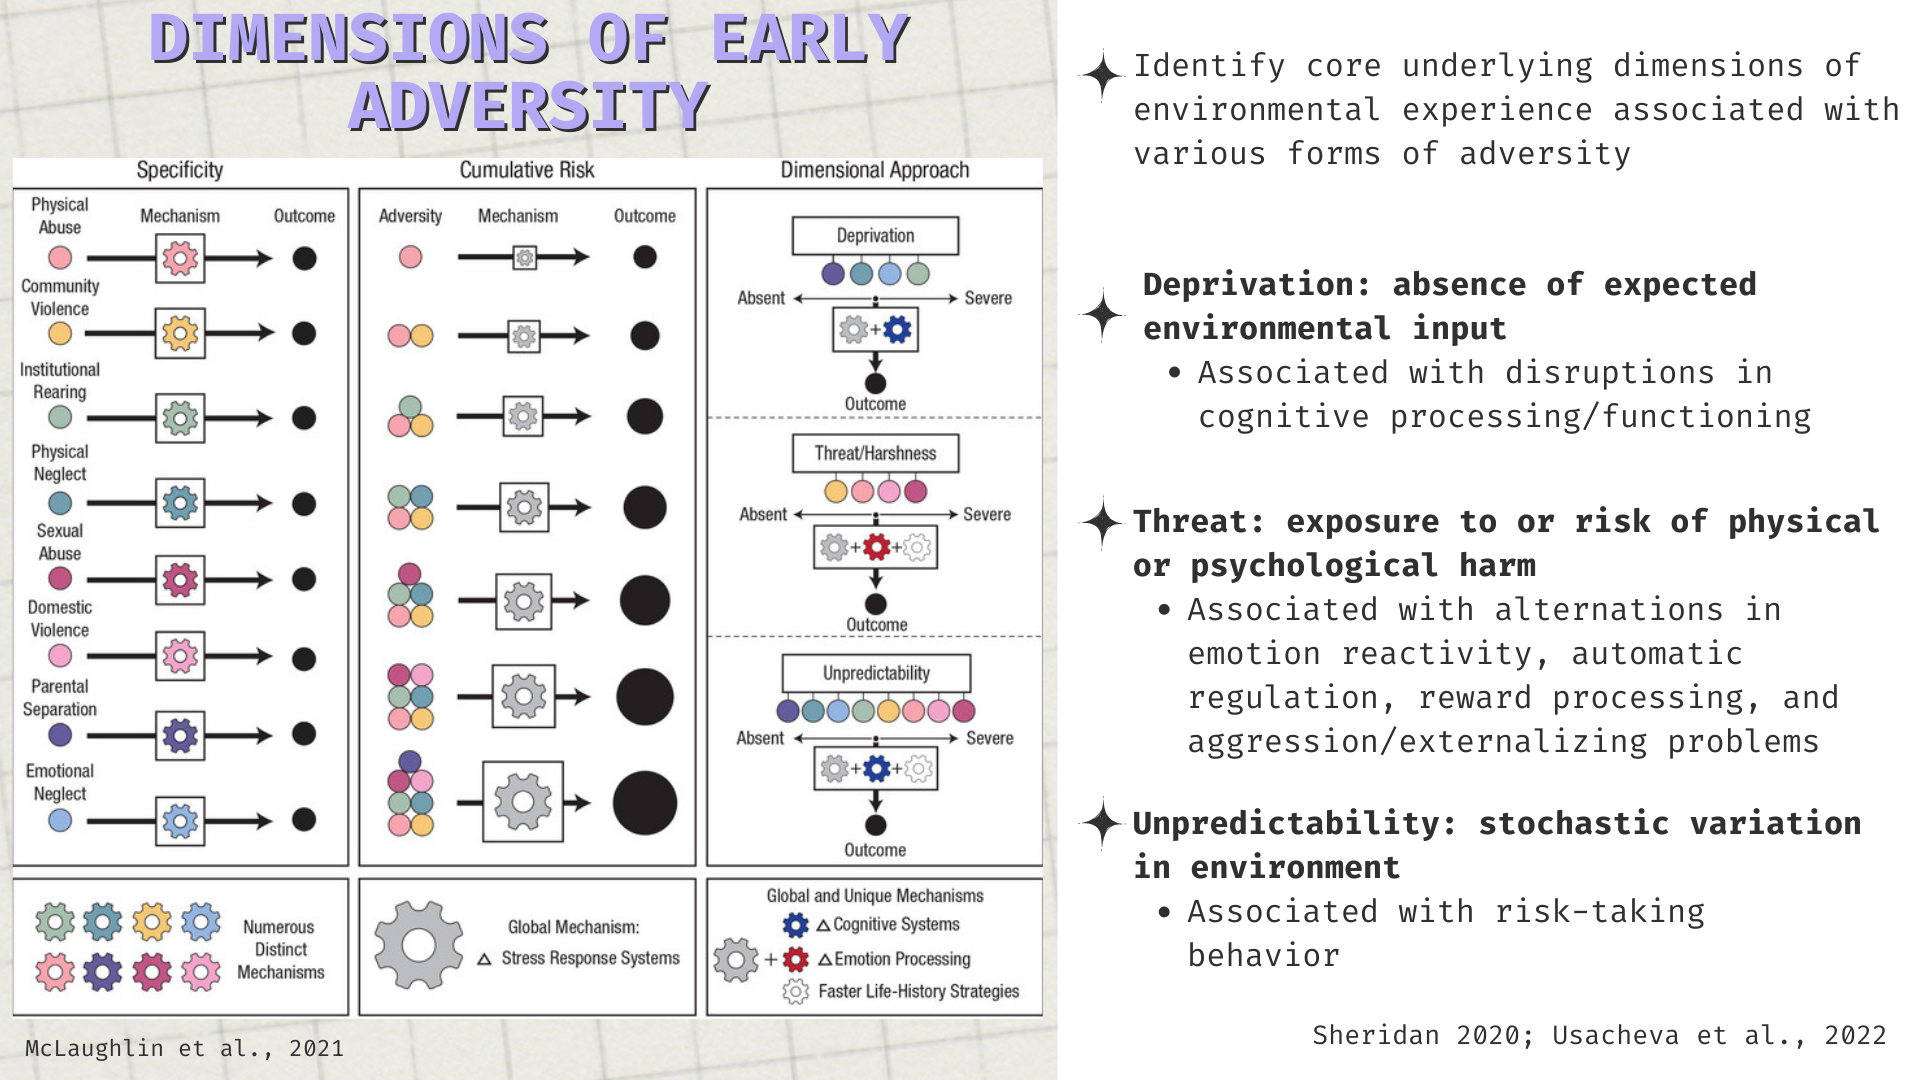 DIMENSIONS OF EARLY
ADVERSITY
Specificity
Physical
Abuse
Mechanism
Outcome
Community
Violence
Institutional
Rearing
Physical
Neglect
Sexual
Abuse
Domestic
Violence
Parental
Separation
Emotional
Neglect
Numerous
Distinct
Mechanisms
Cumulative Risk
Adversity
Mechanism
Outcome
Global Mechanism:
△ Stress Response Systems
Dimensional Approach
Deprivation
Absent
Severe
+
Outcome
Threat/Harshness
Absent
Severe
+ +
Outcome
Unpredictability
Absent
Severe
+ +
Outcome
Global and Unique Mechanisms
+
△ Cognitive Systems
△ Emotion Processing
Faster Life-History Strategies
McLaughlin et al., 2021
Identify core underlying dimensions of
environmental experience associated with
various forms of adversity
Deprivation: absence of expected
environmental input
• Associated with disruptions in
cognitive processing/functioning
Threat: exposure to or risk of physical
or psychological harm
• Associated with alternations in
emotion reactivity, automatic
regulation, reward processing, and
aggression/externalizing problems
Unpredictability: stochastic variation
in environment
• Associated with risk-taking
behavior
Sheridan 2020; Usacheva et al., 2022